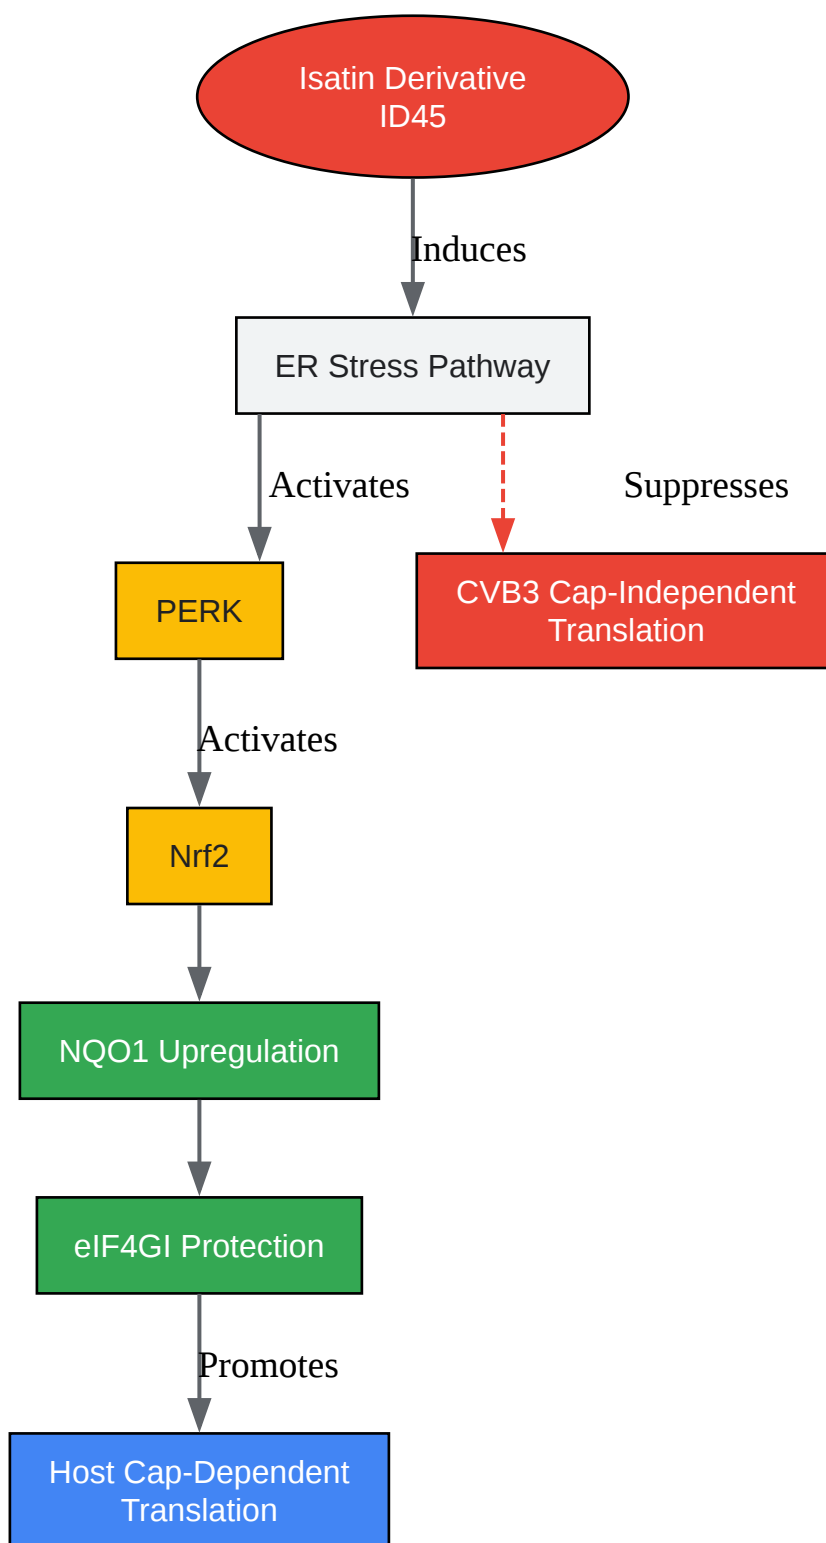 Isatin Derivative
ID45
Induces
ER Stress Pathway
Activates
Suppresses
PERK
CVB3 Cap-Independent
Translation
Activates
Nrf2
NQO1 Upregulation
eIF4GI Protection
Promotes
Host Cap-Dependent
Translation